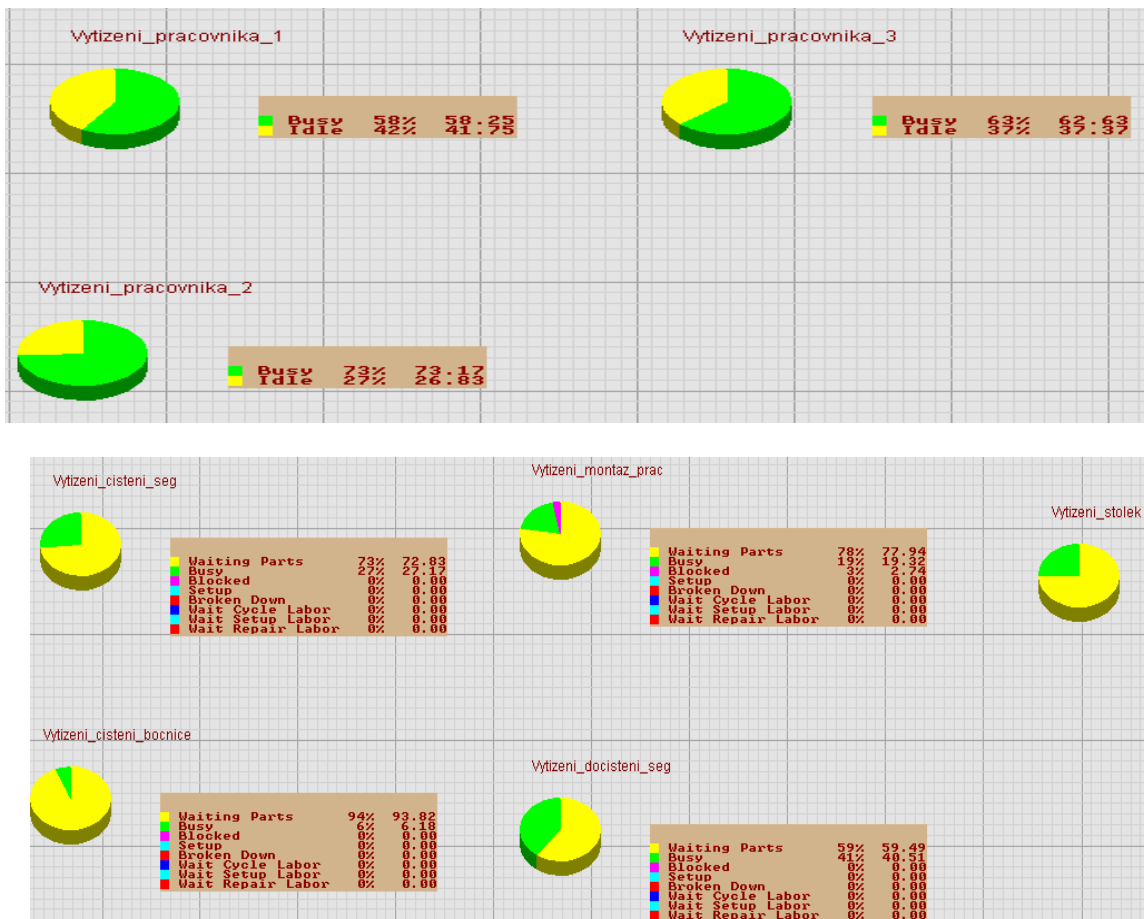 Vytizeni_pracovnika_1
Busy 58% 58.25
Idle 42% 41.75
Vytizeni_pracovnika_3
Busy 63% 62.63
Idle 37% 37.37
Vytizeni_pracovnika_2
Busy 73% 73.17
Idle 27% 26.83
Vytizeni_cisteni_seg
Waiting Parts 73% 72.83
Busy 27% 27.17
Blocked 0% 0.00
Setup 0% 0.00
Broken Down 0% 0.00
Wait Cycle Labor 0% 0.00
Wait Setup Labor 0% 0.00
Wait Repair Labor 0% 0.00
Vytizeni_montaz_prac
Waiting Parts 78% 77.94
Busy 19% 19.32
Blocked 3% 2.74
Setup 0% 0.00
Broken Down 0% 0.00
Wait Cycle Labor 0% 0.00
Wait Setup Labor 0% 0.00
Wait Repair Labor 0% 0.00
Vytizeni_stolek
Vytizeni_cisteni_bocnice
Waiting Parts 94% 93.82
Busy 6% 6.18
Blocked 0% 0.00
Setup 0% 0.00
Broken Down 0% 0.00
Wait Cycle Labor 0% 0.00
Wait Setup Labor 0% 0.00
Wait Repair Labor 0% 0.00
Vytizeni_docisteni_seg
Waiting Parts 59% 59.49
Busy 41% 40.51
Blocked 0% 0.00
Setup 0% 0.00
Broken Down 0% 0.00
Wait Cycle Labor 0% 0.00
Wait Setup Labor 0% 0.00
Wait Repair Labor 0% 0.00